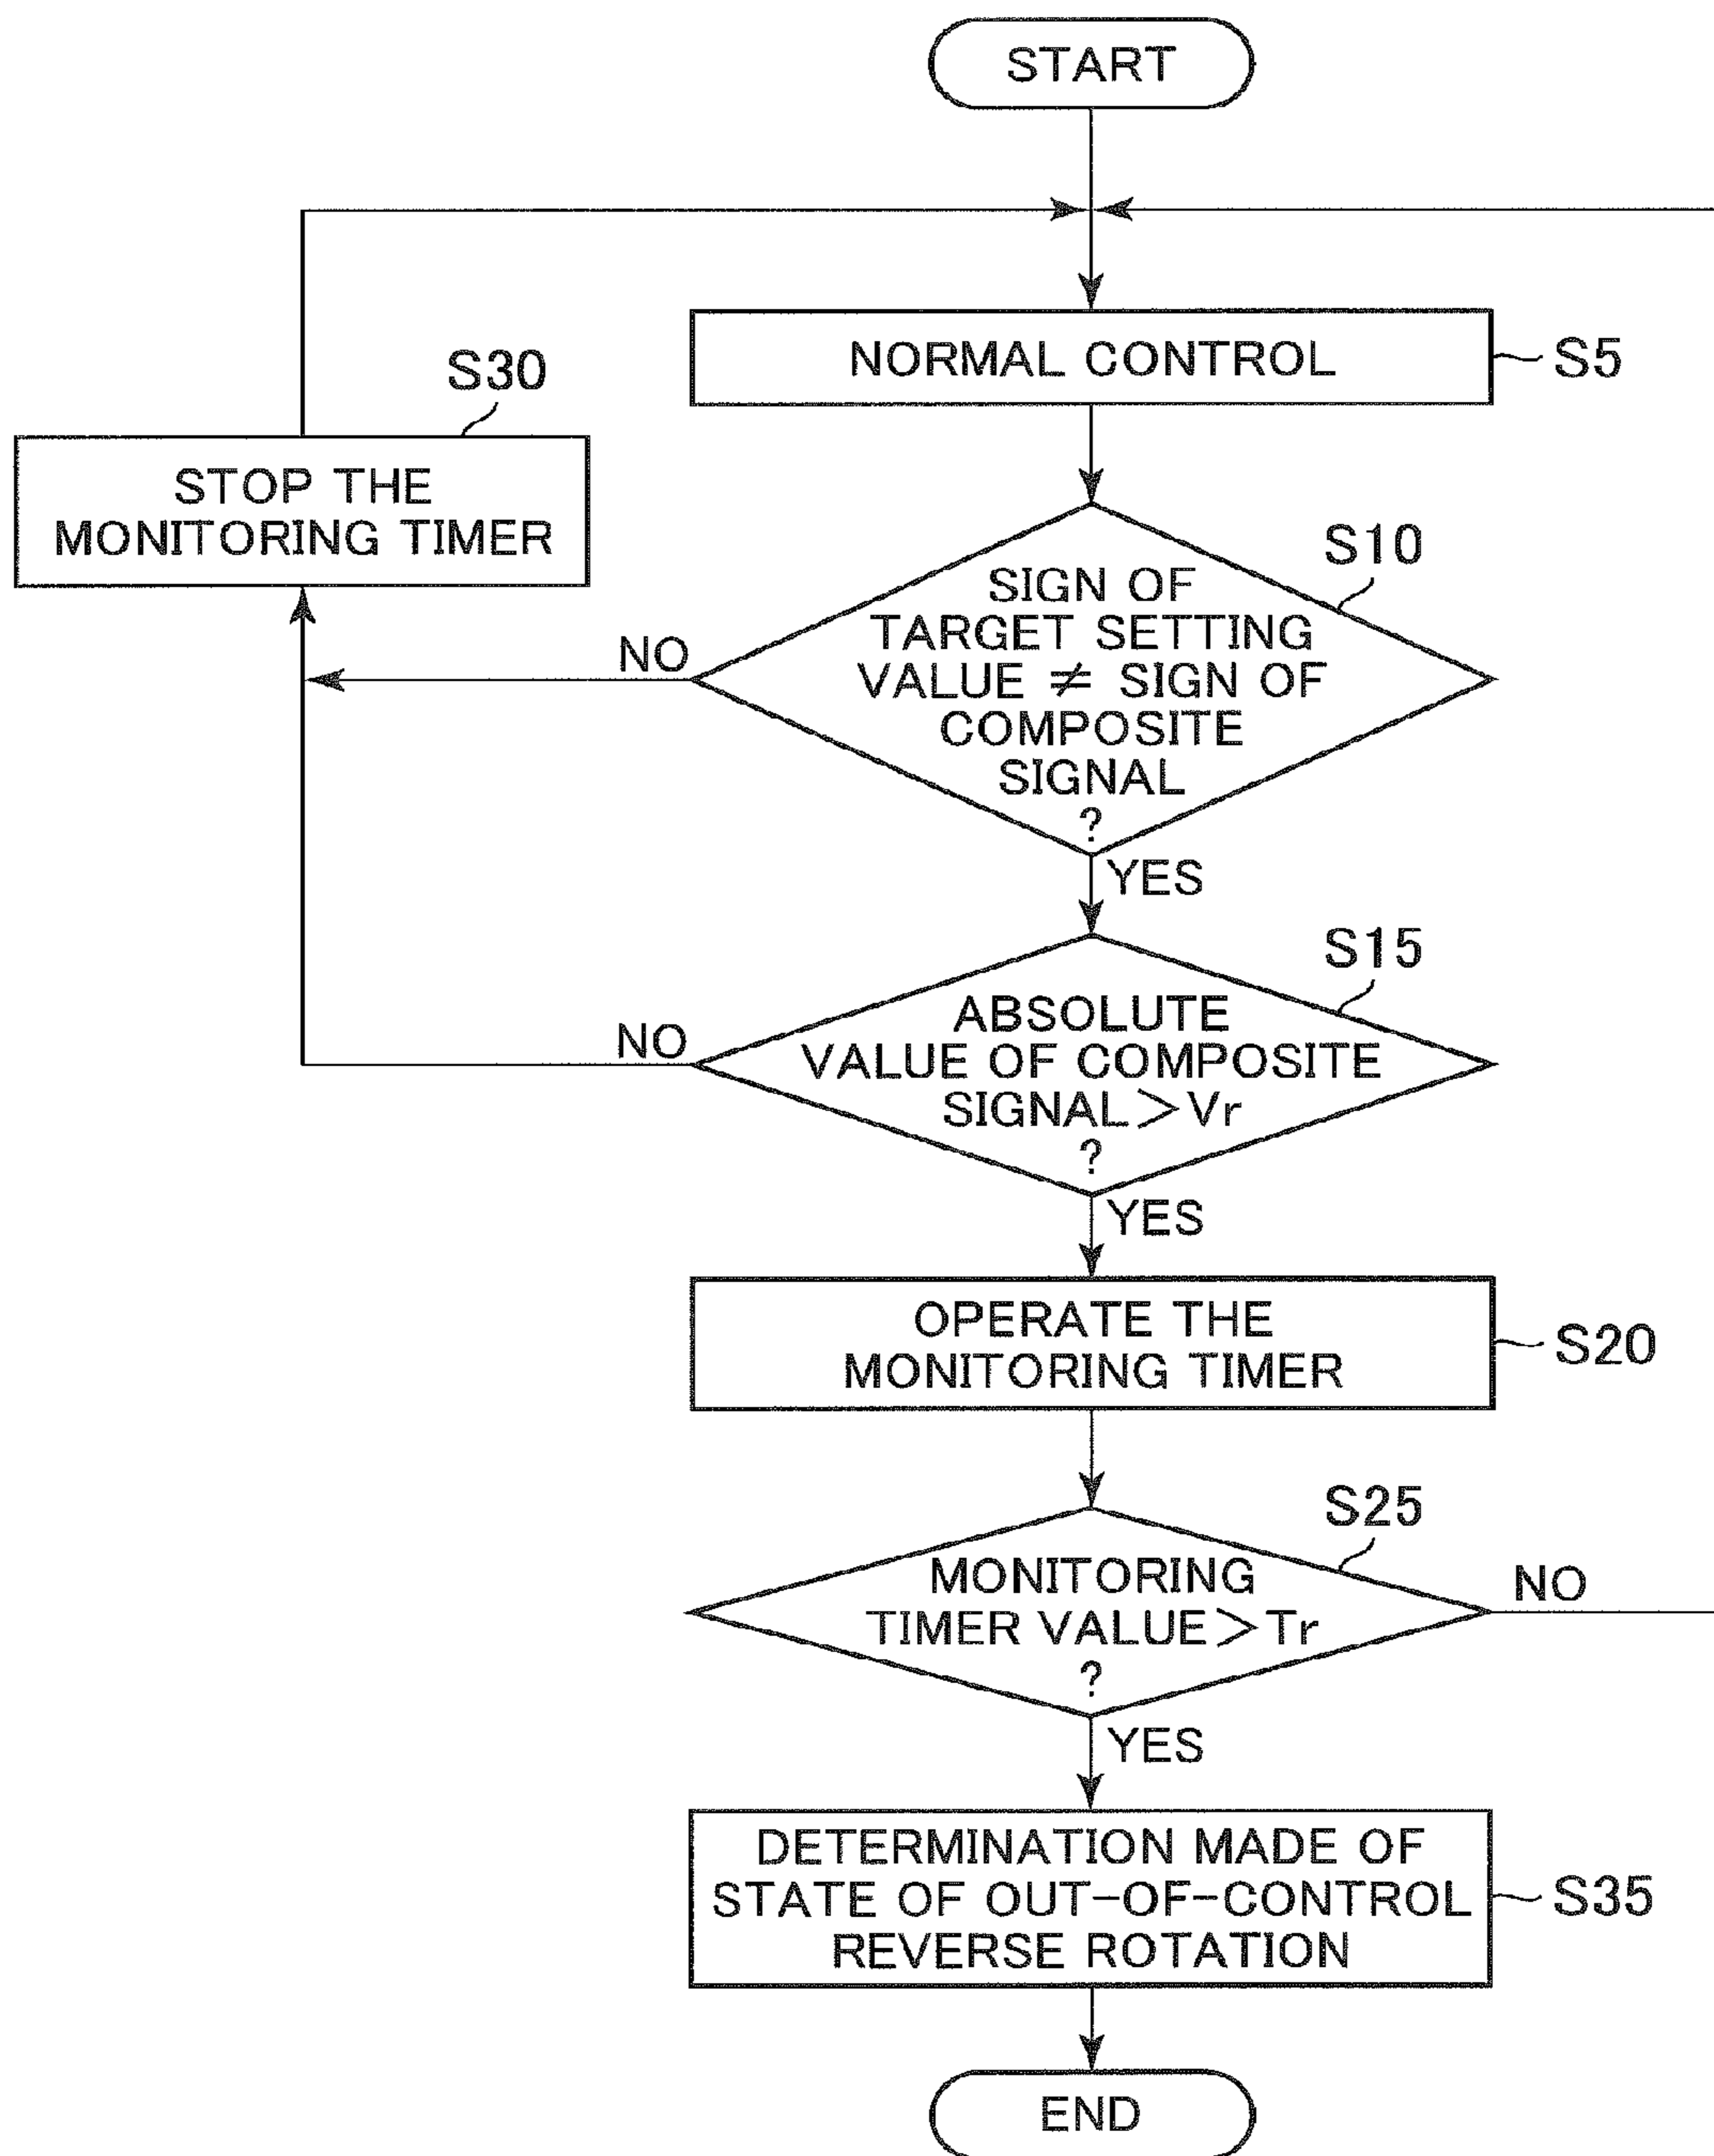 START
NORMAL CONTROL
S5
S30
STOP THE
MONITORING TIMER
S10
SIGN OF
TARGET SETTING
VALUE ≠ SIGN OF
COMPOSITE
SIGNAL
?
NO
YES
S15
ABSOLUTE
VALUE OF COMPOSITE
SIGNAL>Vr
?
NO
YES
OPERATE THE
MONITORING TIMER
S20
S25
MONITORING
TIMER VALUE>Tr
?
NO
YES
DETERMINATION MADE OF
STATE OF OUT-OF-CONTROL
REVERSE ROTATION
S35
END